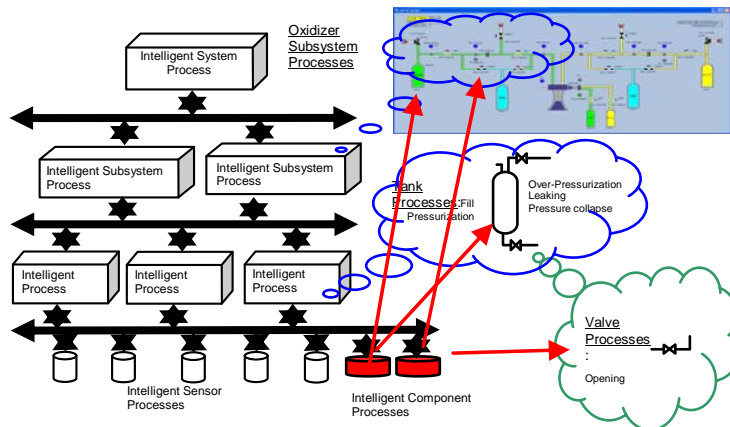 Oxidizer
Subsystem
Processes
Intelligent System
Process
Intelligent Subsystem
Process
Intelligent Subsystem
Process
Tank
Processes:Fill
Pressurization
Over-Pressurization
Leaking
Pressure collapse
Intelligent
Process
Intelligent
Process
Intelligent
Process
Valve
Processes
:
Opening
Intelligent Sensor
Processes
Intelligent Component
Processes